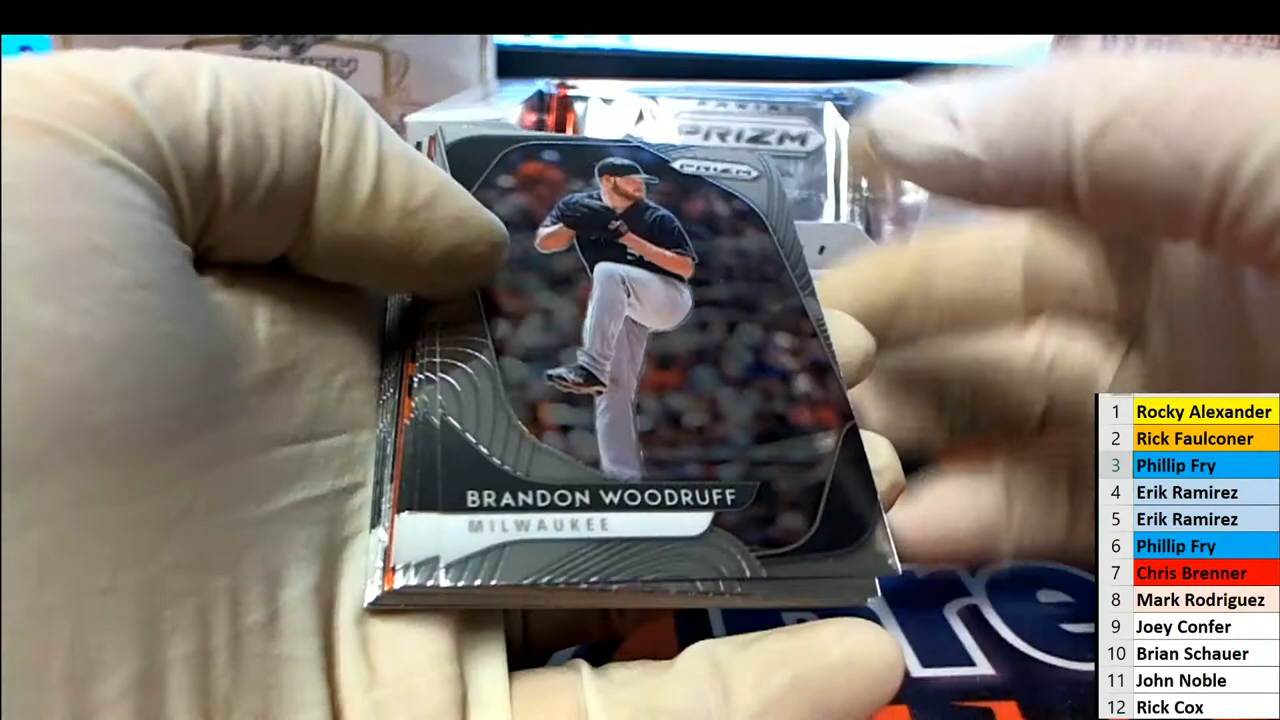 PANINI
PRIZM
PRIZM
BRANDON WOODRUFF
MILWAUKEE
re
1 Rocky Alexander
2 Rick Faulconer
3 Phillip Fry
4 Erik Ramirez
5 Erik Ramirez
6 Phillip Fry
7 Chris Brenner
8 Mark Rodriguez
9 Joey Confer
10 Brian Schauer
11 John Noble
12 Rick Cox